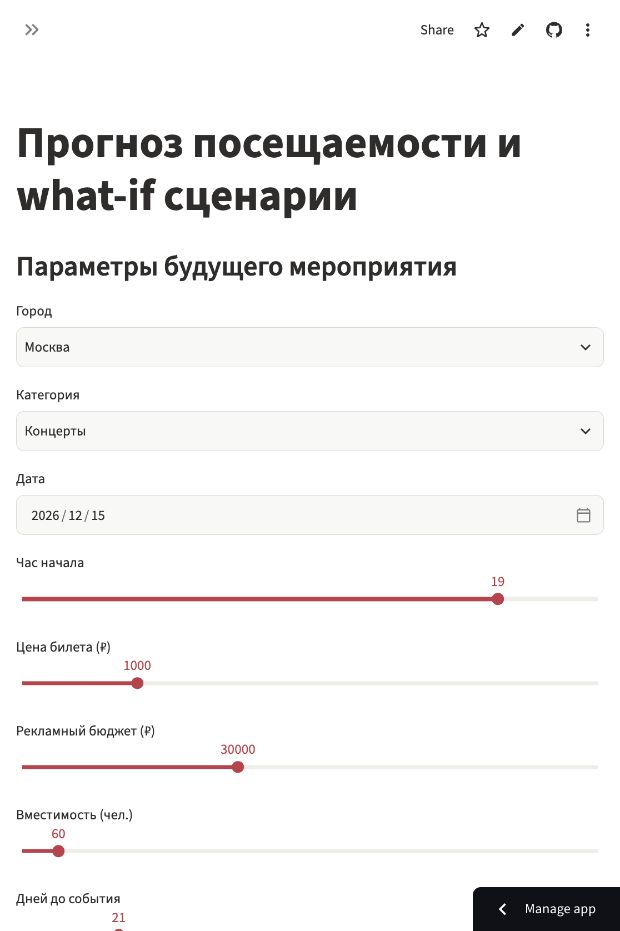 Share
Прогноз посещаемости и
what-if сценарии
Параметры будущего мероприятия
Город
Москва
Категория
Концерты
Дата
2026 / 12 / 15
Час начала
19
Цена билета (₽)
1000
Рекламный бюджет (₽)
30000
Вместимость (чел.)
60
Дней до события
21
Manage app